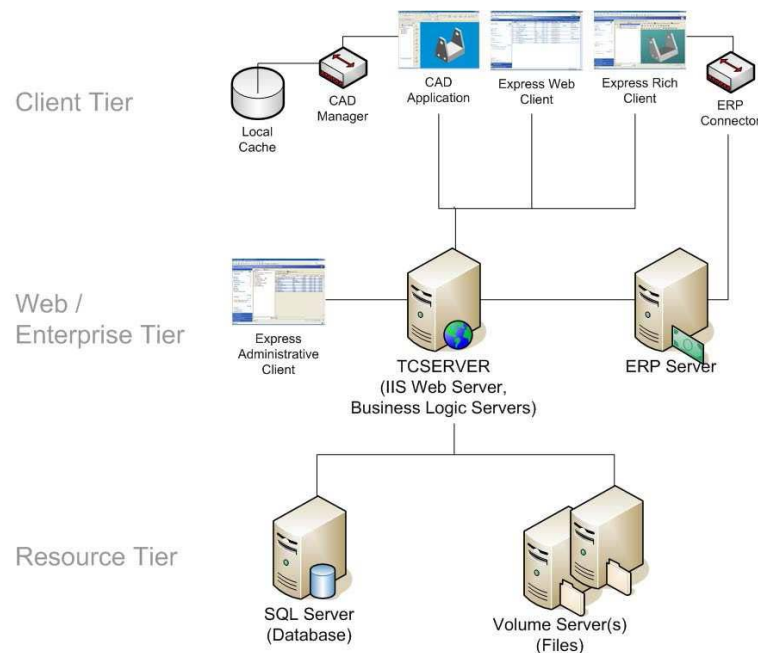 Client Tier
Local
Cache
CAD
Manager
CAD
Application
Express Web
Client
Express Rich
Client
ERP
Connector
Web /
Enterprise Tier
Express
Administrative
Client
TCSERVER
(IIS Web Server,
Business Logic Servers)
ERP Server
Resource Tier
SQL Server
(Database)
Volume Server(s)
(Files)